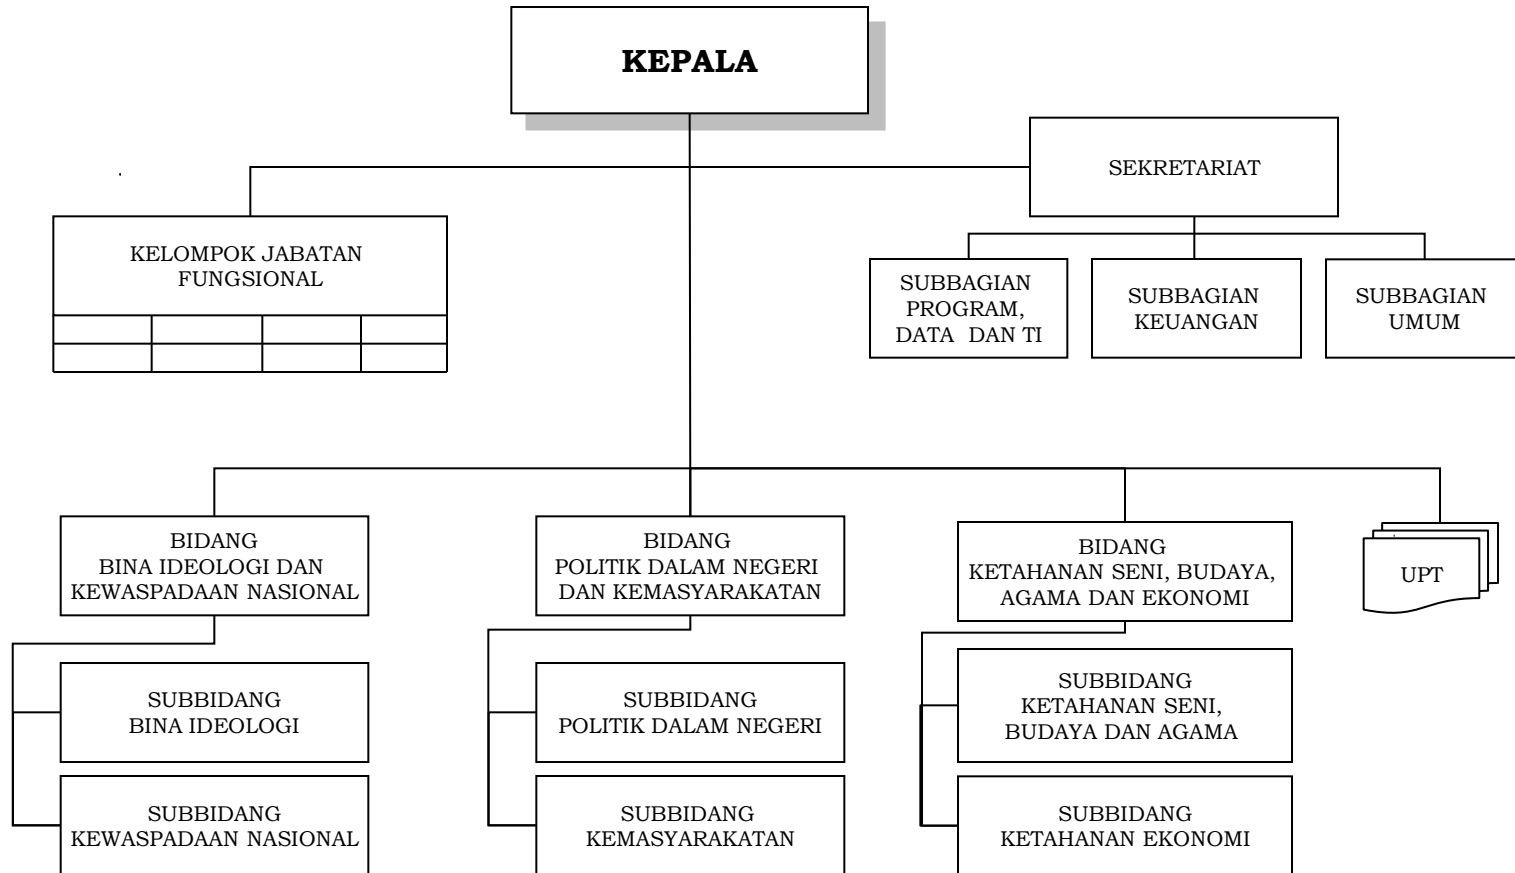 KEPALA
SEKRETARIAT
KELOMPOK JABATAN
FUNGSIONAL
SUBBAGIAN
PROGRAM,
DATA DAN TI
SUBBAGIAN
KEUANGAN
SUBBAGIAN
UMUM
BIDANG
BINA IDEOLOGI DAN
KEWASPADAAN NASIONAL
BIDANG
POLITIK DALAM NEGERI
DAN KEMASYARAKATAN
BIDANG
KETAHANAN SENI, BUDAYA,
AGAMA DAN EKONOMI
UPT
SUBBIDANG
BINA IDEOLOGI
SUBBIDANG
POLITIK DALAM NEGERI
SUBBIDANG
KETAHANAN SENI,
BUDAYA DAN AGAMA
SUBBIDANG
KEWASPADAAN NASIONAL
SUBBIDANG
KEMASYARAKATAN
SUBBIDANG
KETAHANAN EKONOMI